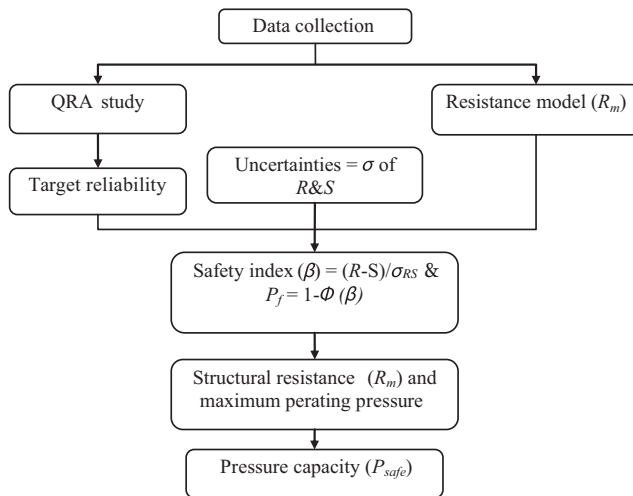 Data collection
QRA study
Resistance model (Rm)
Target reliability
Uncertainties = σ of
R&S
Safety index (β) = (R-S)/σRS &
Pf = 1-Φ (β)
Structural resistance (Rm) and
maximum perating pressure
Pressure capacity (Psafe)